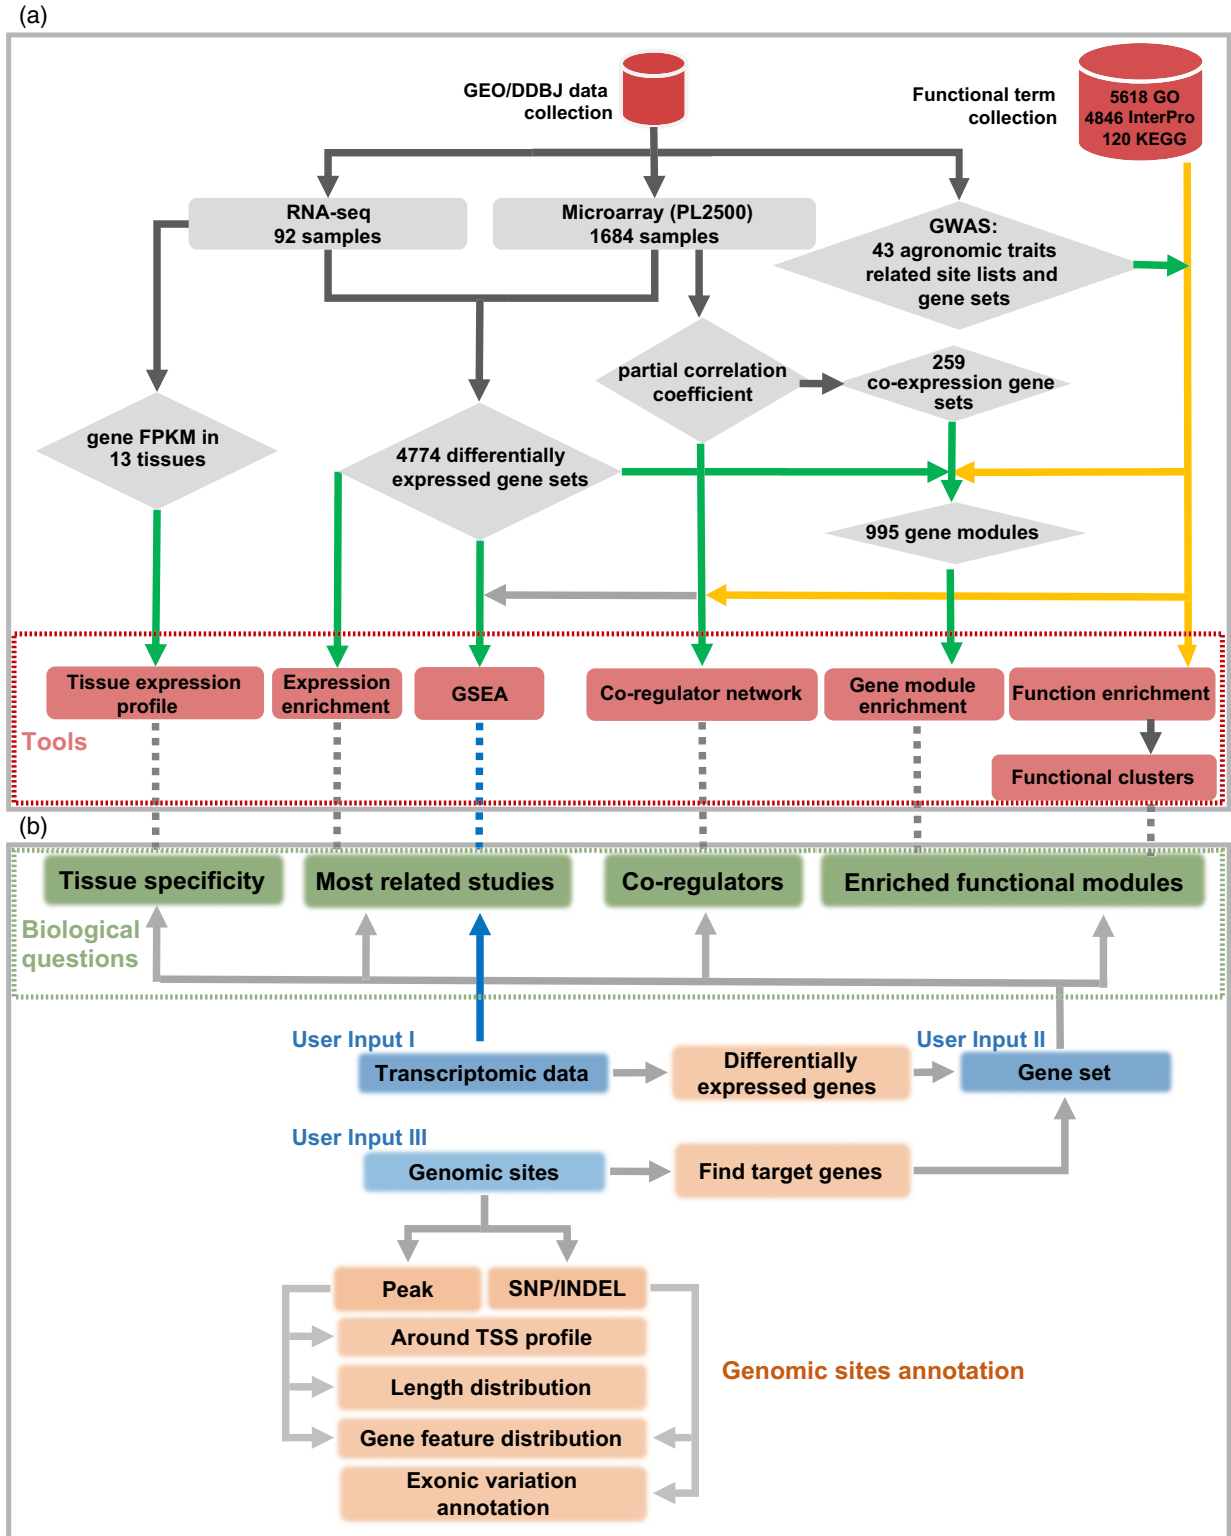 (a)
GEO/DDBJ data
collection
Functional term
collection
5618 GO
4846 InterPro
120 KEGG
RNA-seq
92 samples
Microarray (PL2500)
1684 samples
GWAS:
43 agronomic traits
related site lists and
gene sets
partial correlation
coefficient
259
co-expression gene
sets
gene FPKM in
13 tissues
4774 differentially
expressed gene sets
995 gene modules
Tissue expression
profile
Expression
enrichment
GSEA
Co-regulator network
Gene module
enrichment
Function enrichment
Tools
Functional clusters
(b)
Tissue specificity
Most related studies
Co-regulators
Enriched functional modules
Biological
questions
User Input I
Transcriptomic data
Differentially
expressed genes
User Input II
Gene set
User Input III
Genomic sites
Find target genes
Peak
SNP/INDEL
Around TSS profile
Length distribution
Gene feature distribution
Exonic variation
annotation
Genomic sites annotation